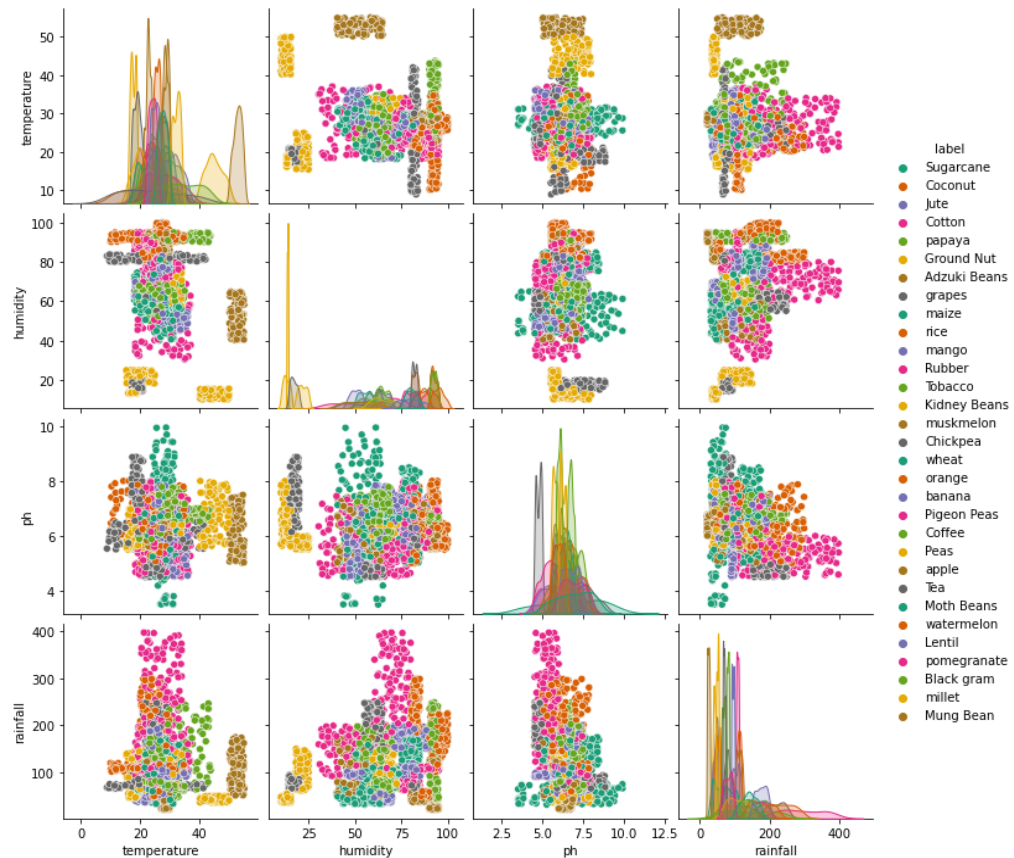 temperature
50
40
30
20
10
humidity
100
80
60
40
20
ph
10
8
6
4
rainfall
400
300
200
100
0 20 40
temperature
25 50 75 100
humidity
5.0 7.5 10.0 12.5
ph
0 200 400
rainfall
label
Sugarcane
Coconut
Jute
Cotton
papaya
Ground Nut
Adzuki Beans
grapes
maize
rice
mango
Rubber
Tobacco
Kidney Beans
muskmelon
Chickpea
wheat
orange
banana
Pigeon Peas
Coffee
Peas
apple
Tea
Moth Beans
watermelon
Lentil
pomegranate
Black gram
millet
Mung Bean